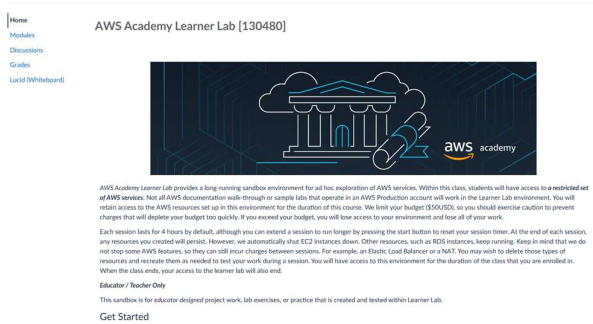 Home
Modules
Discussions
Grades
Lucid (Whiteboard)
AWS Academy Learner Lab [130480]
aws academy
AWS Academy Learner Lab provides a long-running sandbox environment for ad hoc exploration of AWS services. Within this class, students will have access to a restricted set
of AWS services. Not all AWS documentation walk-through or sample labs that operate in an AWS Production account will work in the Learner Lab environment. You will
retain access to the AWS resources set up in this environment for the duration of this course. We limit your budget ($50USD), so you should exercise caution to prevent
charges that will deplete your budget too quickly. If you exceed your budget, you will lose access to your environment and lose all of your work.
Each session lasts for 4 hours by default, although you can extend a session to run longer by pressing the start button to reset your session timer. At the end of each session,
any resources you created will persist. However, we automatically shut EC2 instances down. Other resources, such as RDS instances, keep running. Keep in mind that we do
not stop some AWS features, so they can still incur charges between sessions. For example, an Elastic Load Balancer or a NAT. You may wish to delete those types of
resources and recreate them as needed to test your work during a session. You will have access to this environment for the duration of the class that you are enrolled in.
When the class ends, your access to the learner lab will also end.
Educator / Teacher Only
This sandbox is for educator designed project work, lab exercises, or practice that is created and tested within Learner Lab.
Get Started